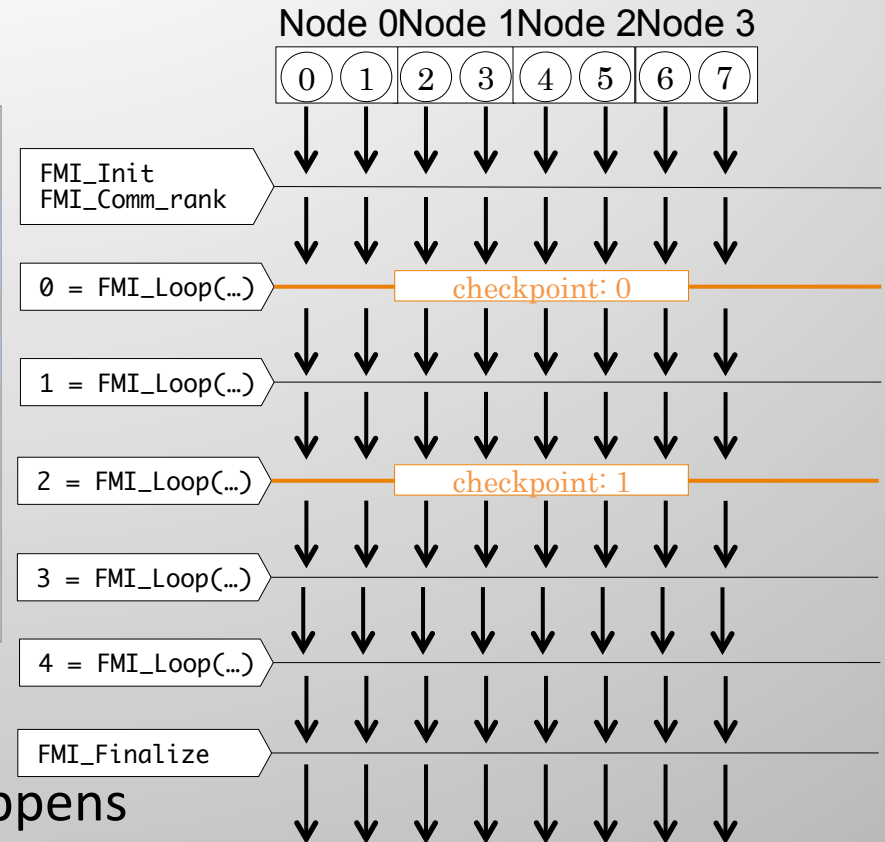 Node 0Node 1Node 2Node 3
0 1 2 3 4 5 6 7
FMI_Init
FMI_Comm_rank
0 = FMI_Loop(…)
checkpoint: 0
1 = FMI_Loop(…)
2 = FMI_Loop(…)
checkpoint: 1
3 = FMI_Loop(…)
4 = FMI_Loop(…)
FMI_Finalize
ppens